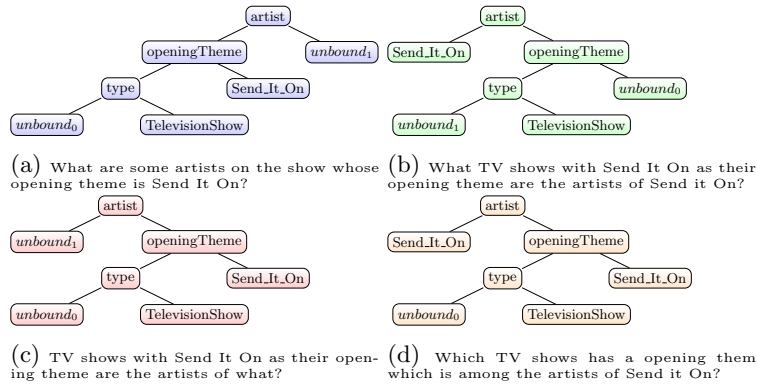 artist
openingTheme unbound1
type Send_It_On
unbound0 TelevisionShow
(a) What are some artists on the show whose
opening theme is Send It On?
artist
Send_It_On openingTheme
type unbound0
unbound1 TelevisionShow
(b) What TV shows with Send It On as their
opening theme are the artists of Send it On?
artist
unbound1 openingTheme
type Send_It_On
unbound0 TelevisionShow
(c) TV shows with Send It On as their open-
ing theme are the artists of what?
artist
Send_It_On openingTheme
type Send_It_On
unbound0 TelevisionShow
(d) Which TV shows has a opening them
which is among the artists of Send it On?